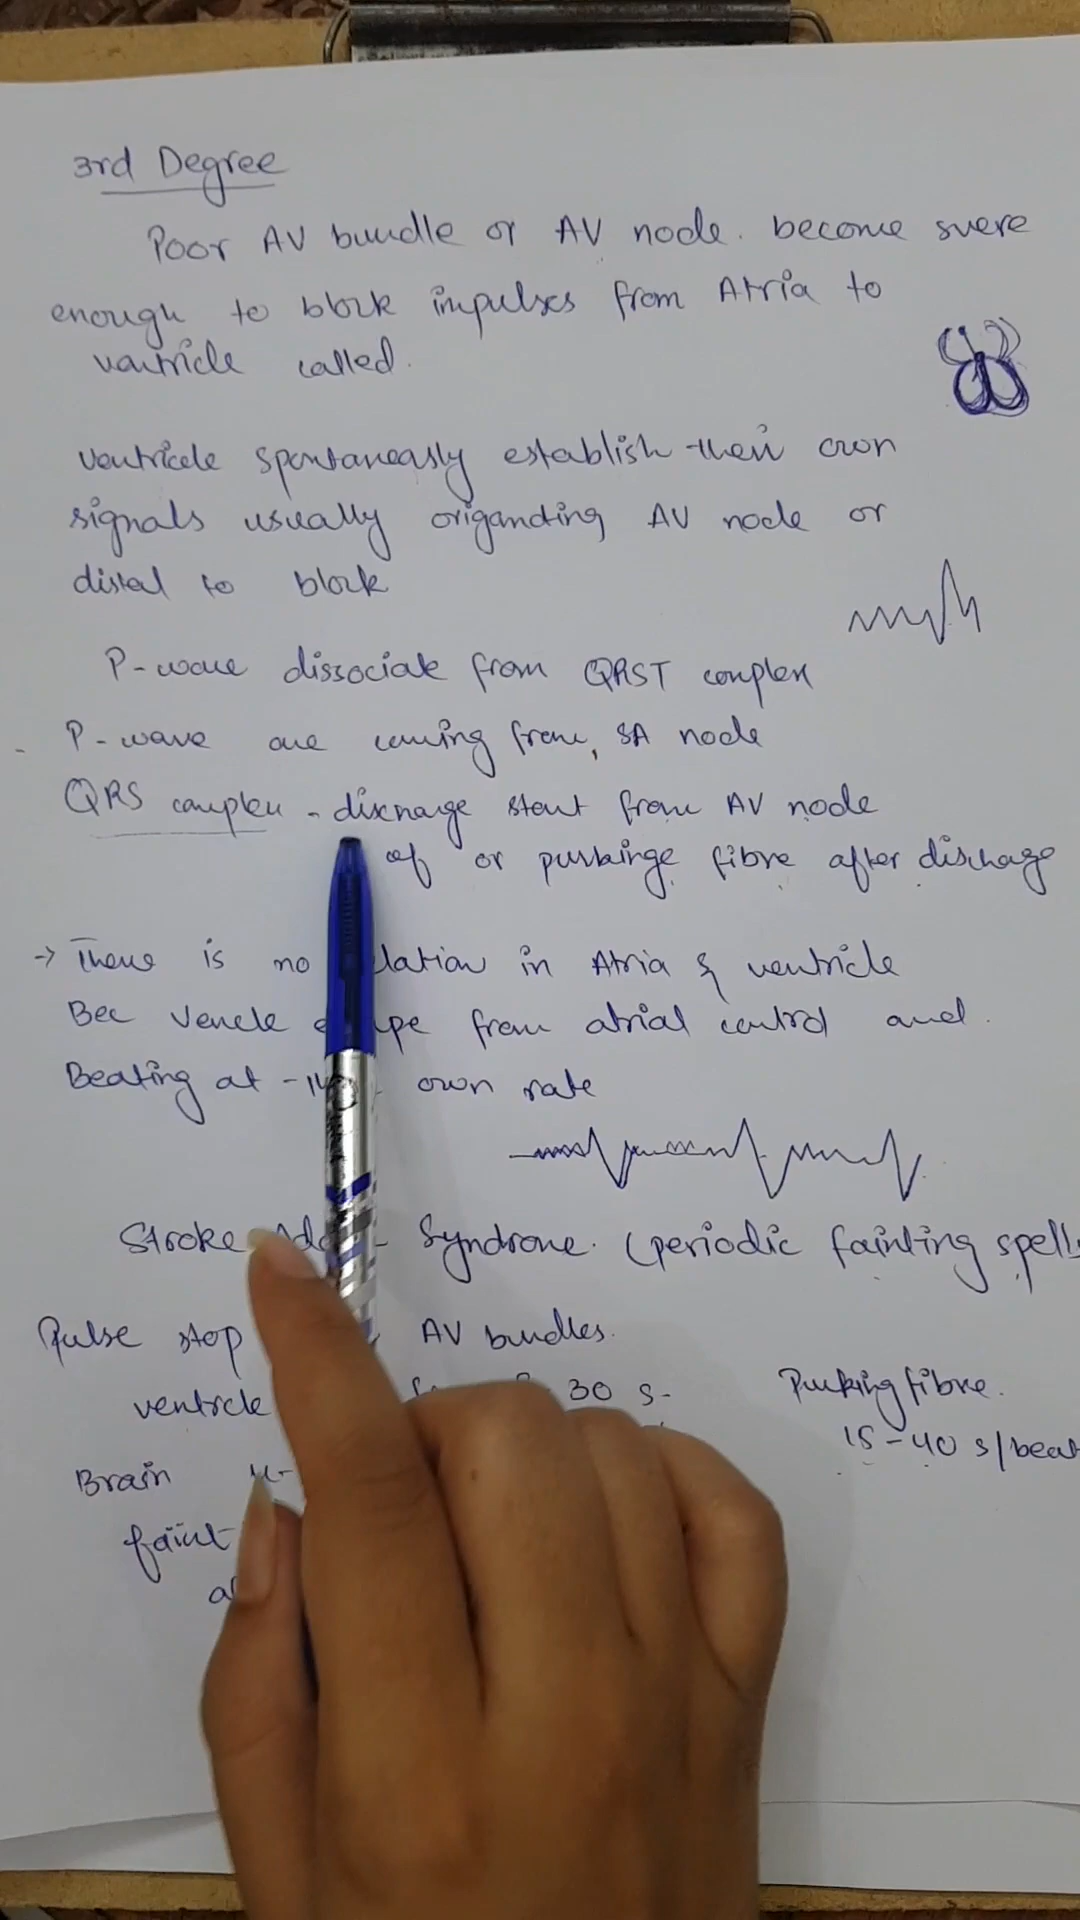 3rd Degree
Poor AV bundle or AV node. become svere
enough to block impulses from Atria to
ventricle called.
ventricle spontaneasly establish their own
signals usually origanating AV node or
distal to block
P-wave dissociate from QRST complex
- P-wave are coming from, SA node
QRS complex - discharge start from AV node
of or purkinge fibre after discharge
→ There is no lation in Atria & ventricle
Bec from atrial control and.
Beating at - own rate
Stroke Ad - Syndrone. (periodic fainting spells
Pulse stop AV bundles.
ventricle 30 s-
Purking fibre.
15-40 s/beat
Brain
faint